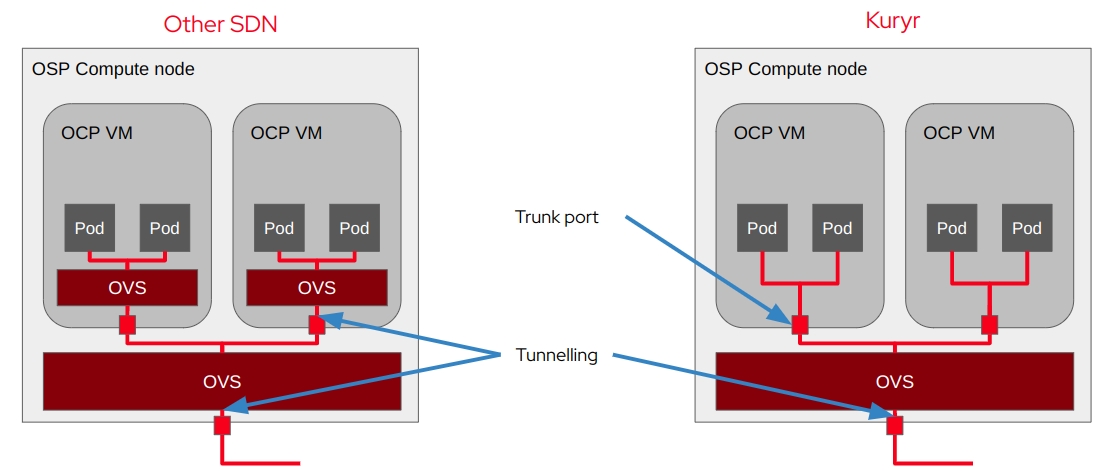 Other SDN
OSP Compute node
OCP VM
Pod
Pod
OVS
OCP VM
Pod
Pod
OVS
OVS
Trunk port
Tunnelling
Kuryr
OSP Compute node
OCP VM
Pod
Pod
OCP VM
Pod
Pod
OVS